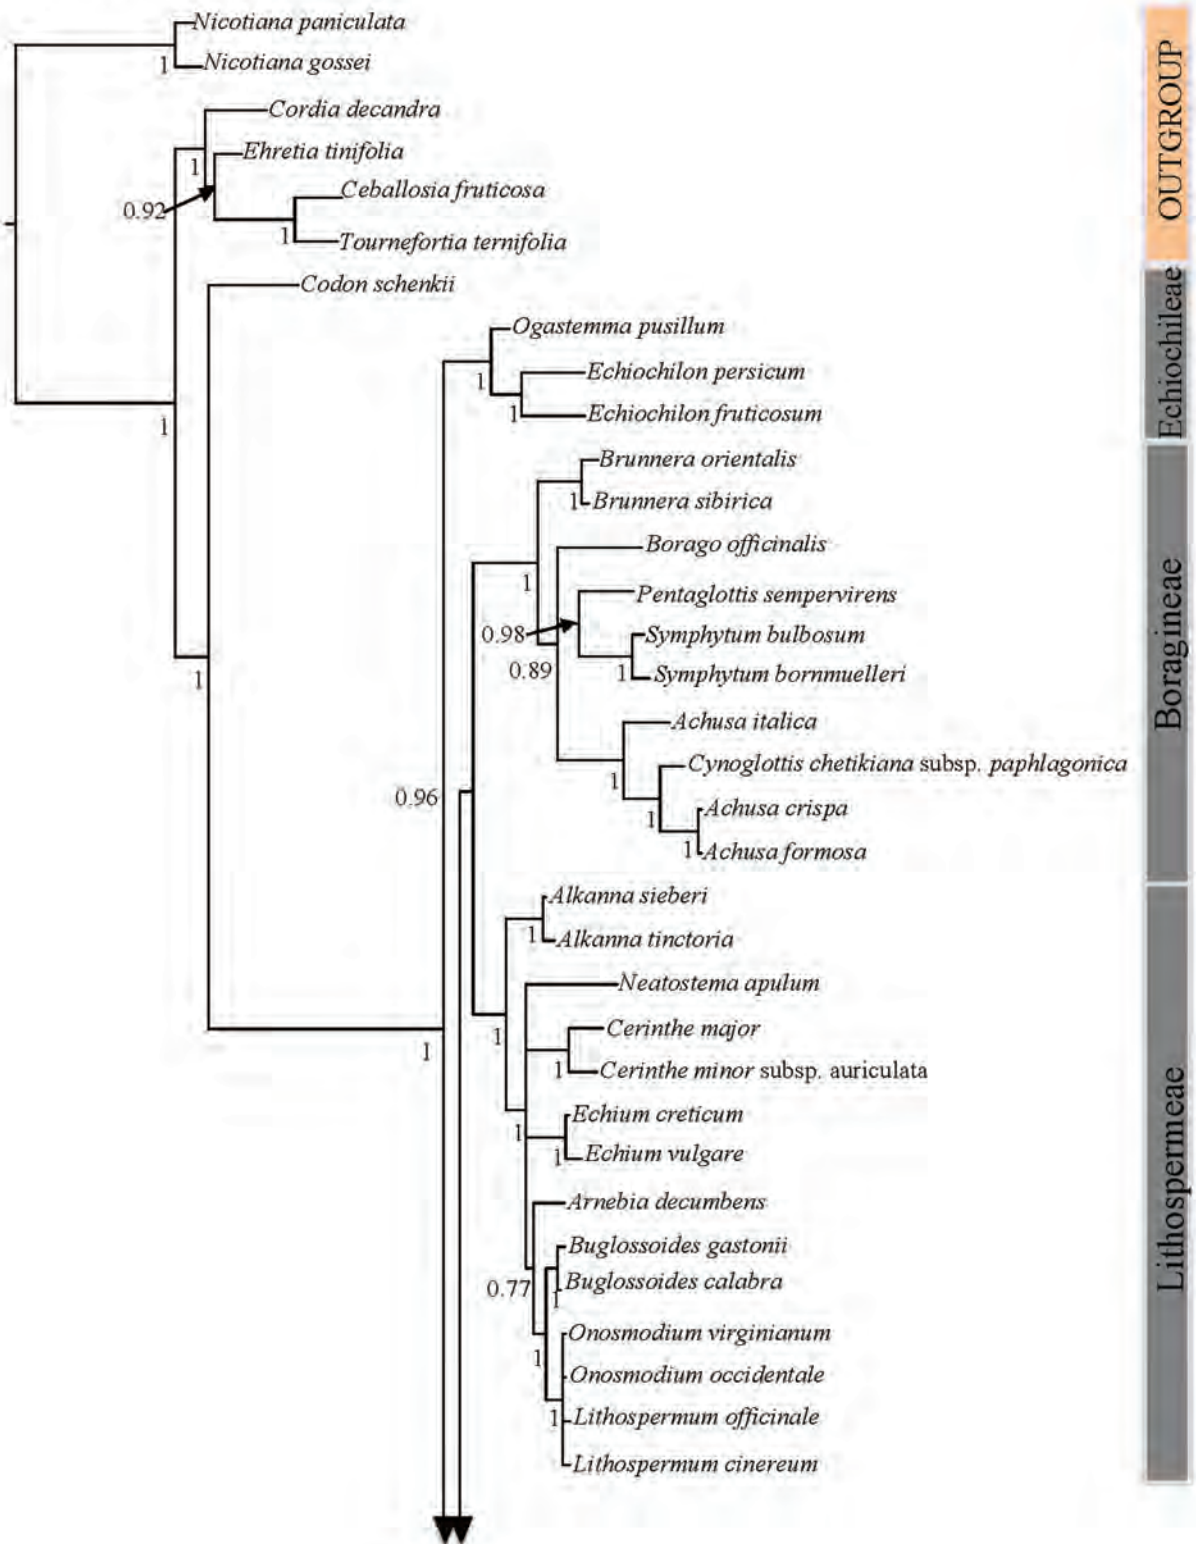 Nicotiana paniculata
1
Nicotiana gossei
Cordia decandra
1
Ehretia tinifolia
0.92
Ceballosia fruticosa
1
Tournefortia ternifolia
OUTGROUP
Codon schenkii
1
Ogastemma pusillum
1
Echiochilon persicum
1
Echiochilon fruticosum
Echiochileae
Brunnera orientalis
1
Brunnera sibirica
1
Borago officinalis
Pentaglottis sempervirens
0.98
Symphytum bulbosum
0.89
1
Symphytum bornmuelleri
1
Achusa italica
1
Cynoglottis chetikiana subsp. paphlagonica
0.96
1
Achusa crispa
1
Achusa formosa
Boragineae
Alkanna sieberi
1
Alkanna tinctoria
Neatostema apulum
1
1
Cerinthe major
1
Cerinthe minor subsp. auriculata
1
Echium creticum
1
Echium vulgare
Arnebia decumbens
Buglossoides gastonii
0.77
1
Buglossoides calabra
Onosmodium virginianum
1
Onosmodium occidentale
1
Lithospermum officinale
Lithospermum cinereum
Lithospermeae